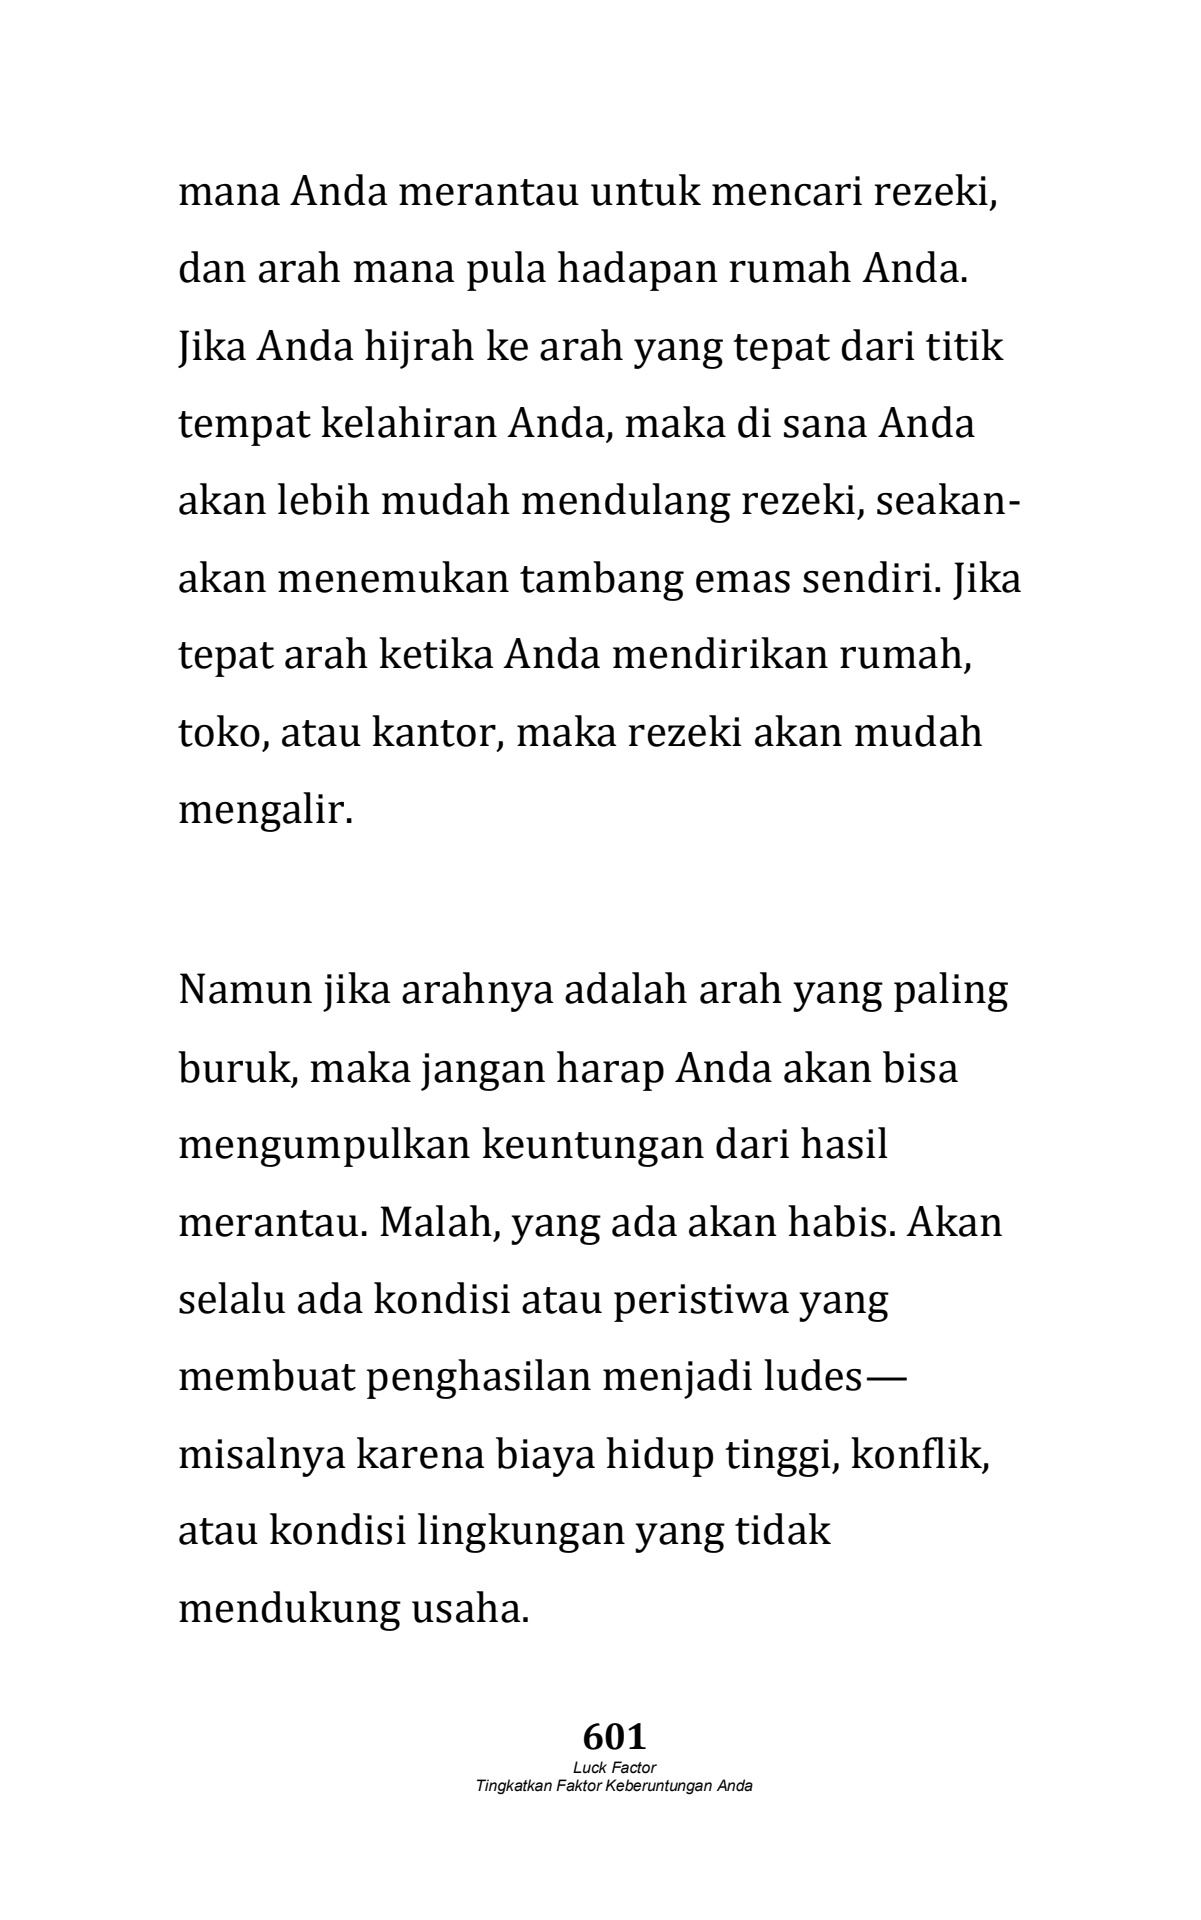 mana Anda merantau untuk mencari rezeki,
dan arah mana pula hadapan rumah Anda.
Jika Anda hijrah ke arah yang tepat dari titik
tempat kelahiran Anda, maka di sana Anda
akan lebih mudah mendulang rezeki, seakan-
akan menemukan tambang emas sendiri. Jika
tepat arah ketika Anda mendirikan rumah,
toko, atau kantor, maka rezeki akan mudah
mengalir.
Namun jika arahnya adalah arah yang paling
buruk, maka jangan harap Anda akan bisa
mengumpulkan keuntungan dari hasil
merantau. Malah, yang ada akan habis. Akan
selalu ada kondisi atau peristiwa yang
membuat penghasilan menjadi ludes—
misalnya karena biaya hidup tinggi, konflik,
atau kondisi lingkungan yang tidak
mendukung usaha.
601
Luck Factor
Tingkatkan Faktor Keberuntungan Anda